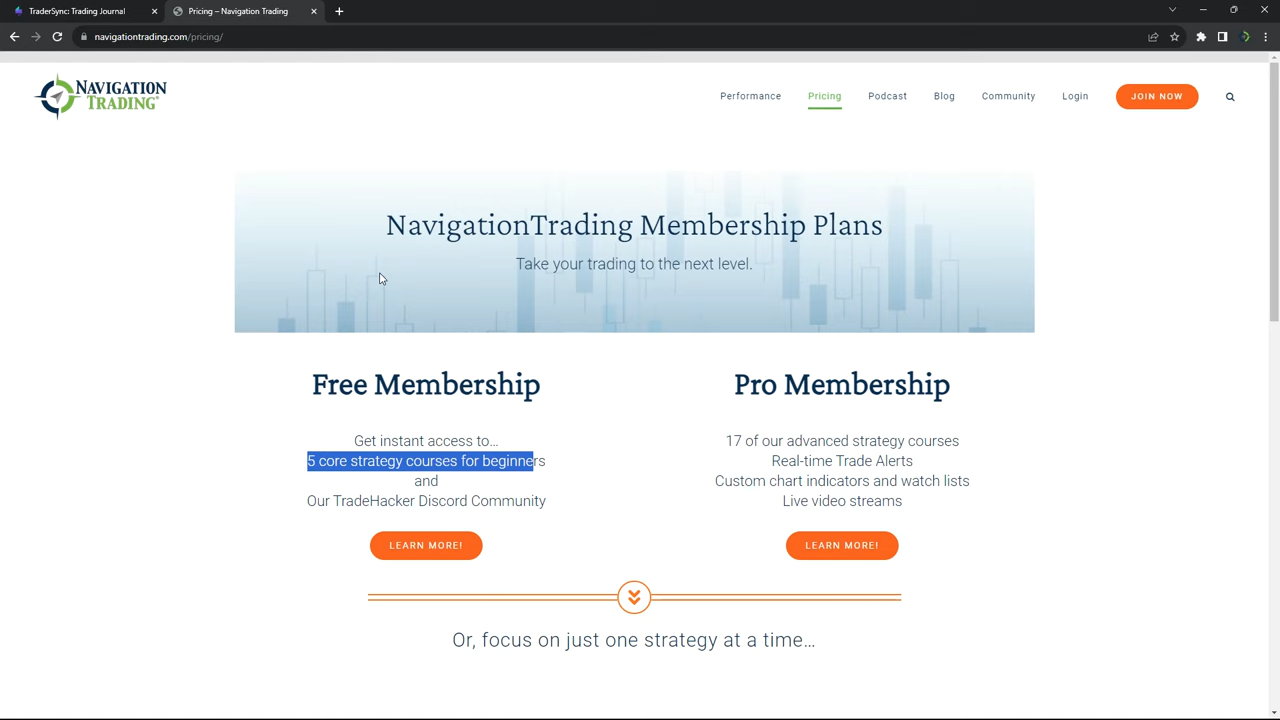 TraderSync Trading Journal
Pricing – Navigation Trading
navigationtrading.com/pricing/
NAVIGATION
TRADING
Performance
Pricing
Podcast
Blog
Community
Login
JOIN NOW
NavigationTrading Membership Plans
Take your trading to the next level.
Free Membership
Get instant access to...
5 core strategy courses for beginners
and
Our TradeHacker Discord Community
LEARN MORE!
Pro Membership
17 of our advanced strategy courses
Real-time Trade Alerts
Custom chart indicators and watch lists
Live video streams
LEARN MORE!
Or, focus on just one strategy at a time...